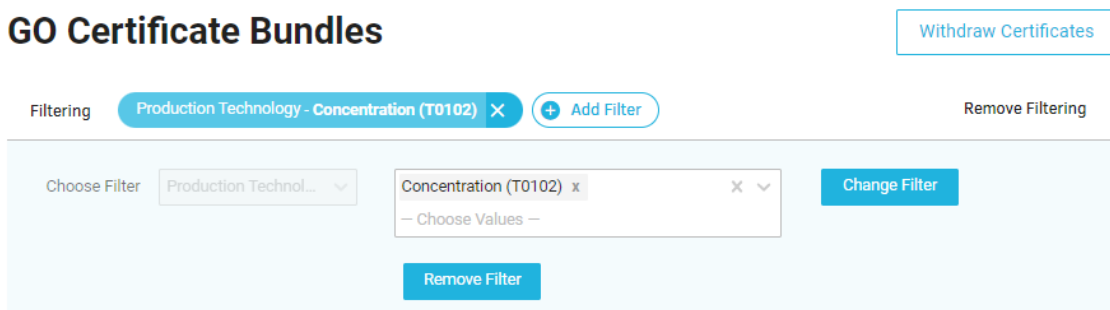 GO Certificate Bundles
Withdraw Certificates
Filtering
Production Technology - Concentration (T0102)
Add Filter
Remove Filtering
Choose Filter
Production Technol...
Concentration (T0102) x
— Choose Values —
Change Filter
Remove Filter